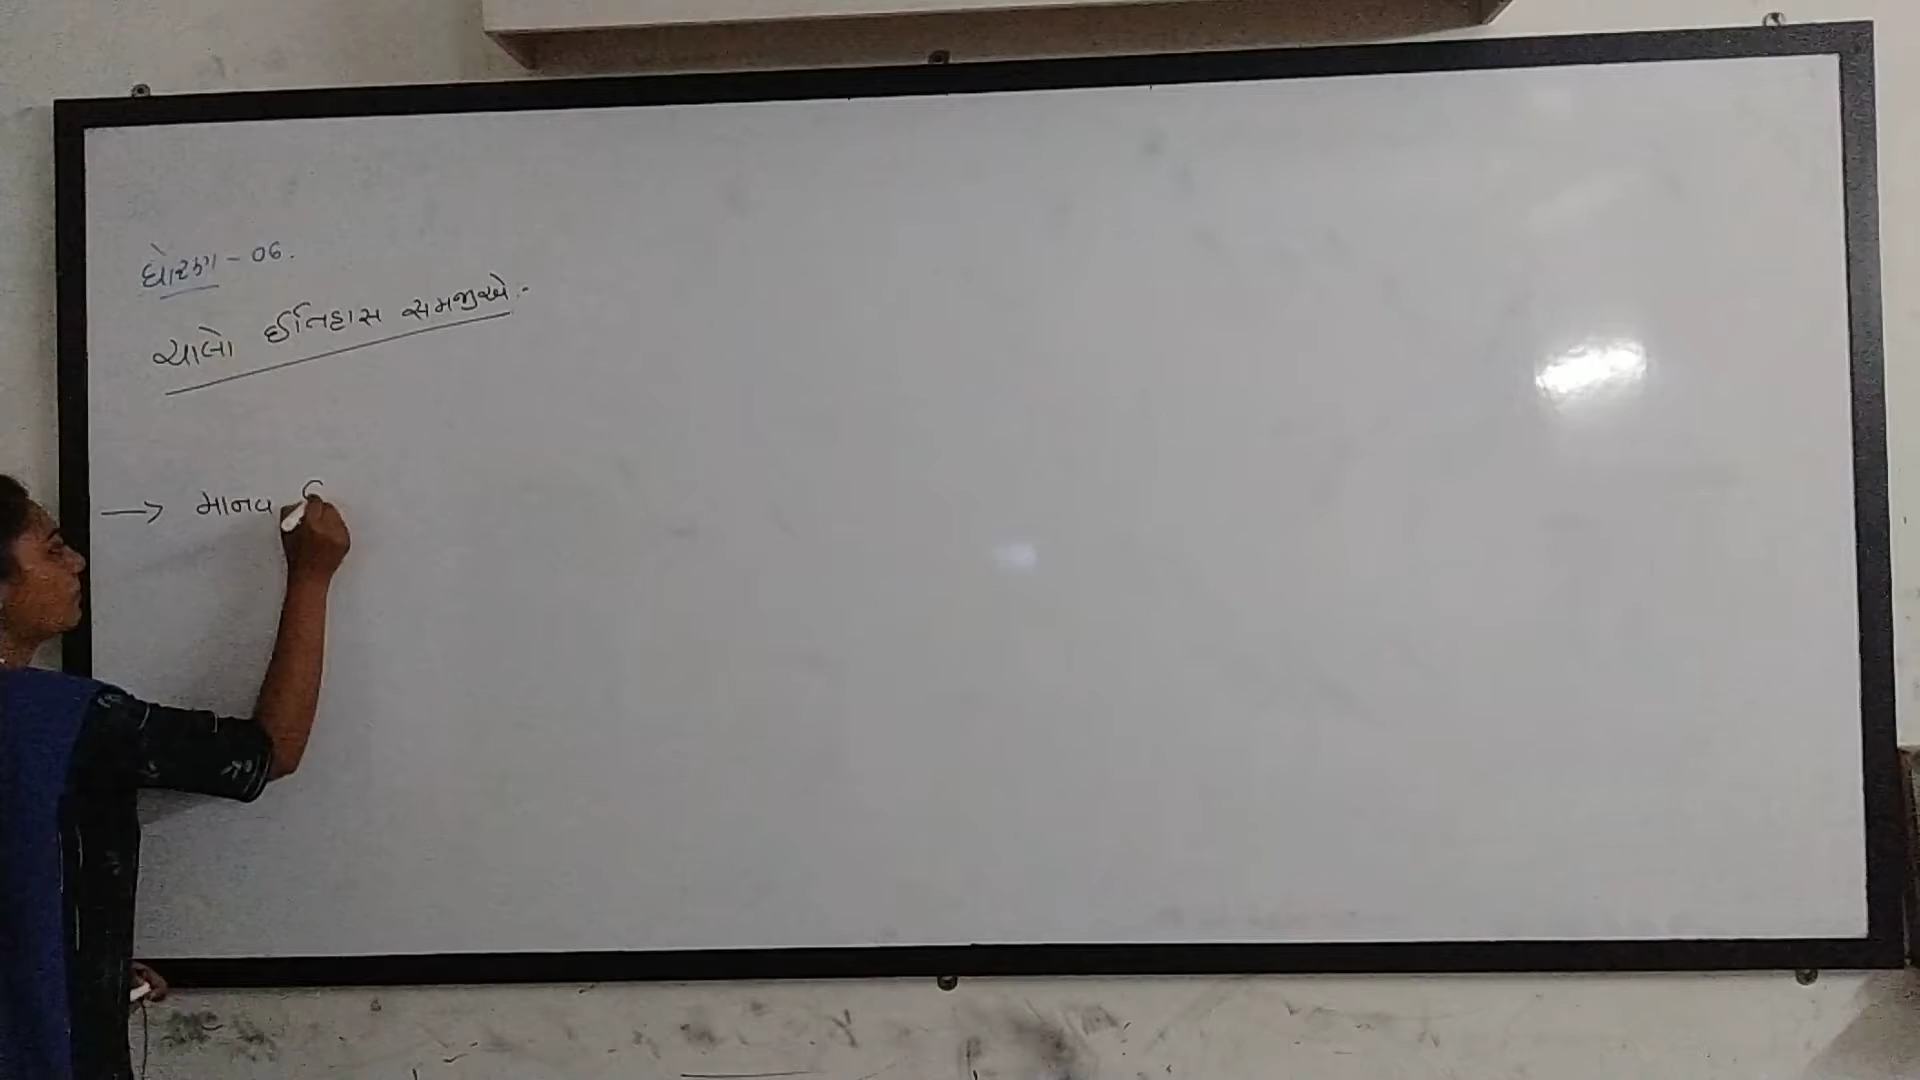 ધોરણ - 06.
ચાલો ઈતિહાસ સમજીએ :-
→ માનવ